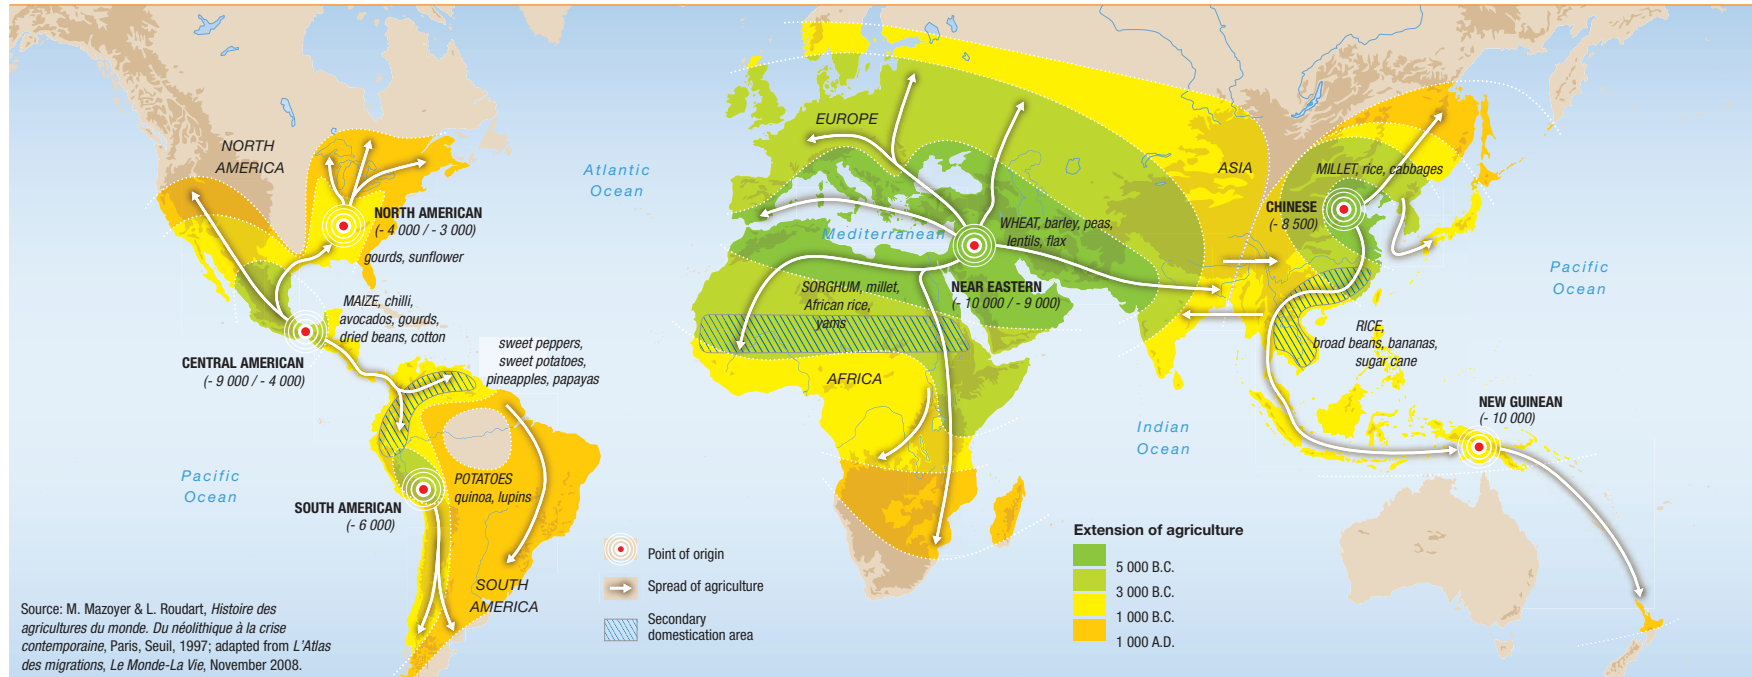 NORTH
AMERICA
NORTH AMERICAN
(- 4 000 / - 3 000)
gourds, sunflower
MAIZE, chilli,
avocados, gourds,
dried beans, cotton
CENTRAL AMERICAN
(- 9 000 / - 4 000)
sweet peppers,
sweet potatoes,
pineapples, papayas
Pacific
Ocean
SOUTH AMERICAN
(- 6 000)
POTATOES
quinoa, lupins
SOUTH
AMERICA
Atlantic
Ocean
EUROPE
Mediterranean
WHEAT, barley, peas,
lentils, flax
NEAR EASTERN
(- 10 000 / - 9 000)
SORGHUM, millet,
African rice,
yams
AFRICA
ASIA
MILLET, rice, cabbages
CHINESE
(- 8 500)
Pacific
Ocean
RICE,
broad beans, bananas,
sugar cane
Indian
Ocean
NEW GUINEAN
(- 10 000)
Point of origin
Spread of agriculture
Secondary
domestication area
Extension of agriculture
5 000 B.C.
3 000 B.C.
1 000 B.C.
1 000 A.D.
Source: M. Mazoyer & L. Roudart, Histoire des
agricultures du monde. Du néolithique à la crise
contemporaine, Paris, Seuil, 1997; adapted from L'Atlas
des migrations, Le Monde-La Vie, November 2008.